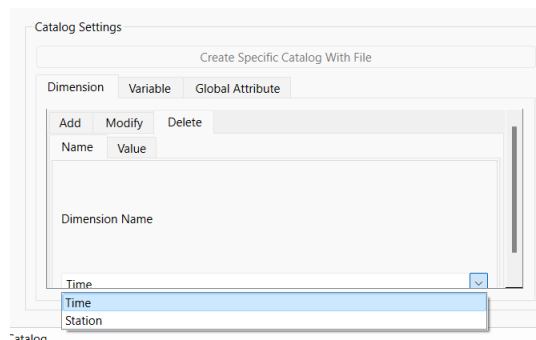 Catalog Settings
Create Specific Catalog With File
Dimension Variable Global Attribute
Add Modify Delete
Name Value
Dimension Name
Time
Time
Station
Catalog